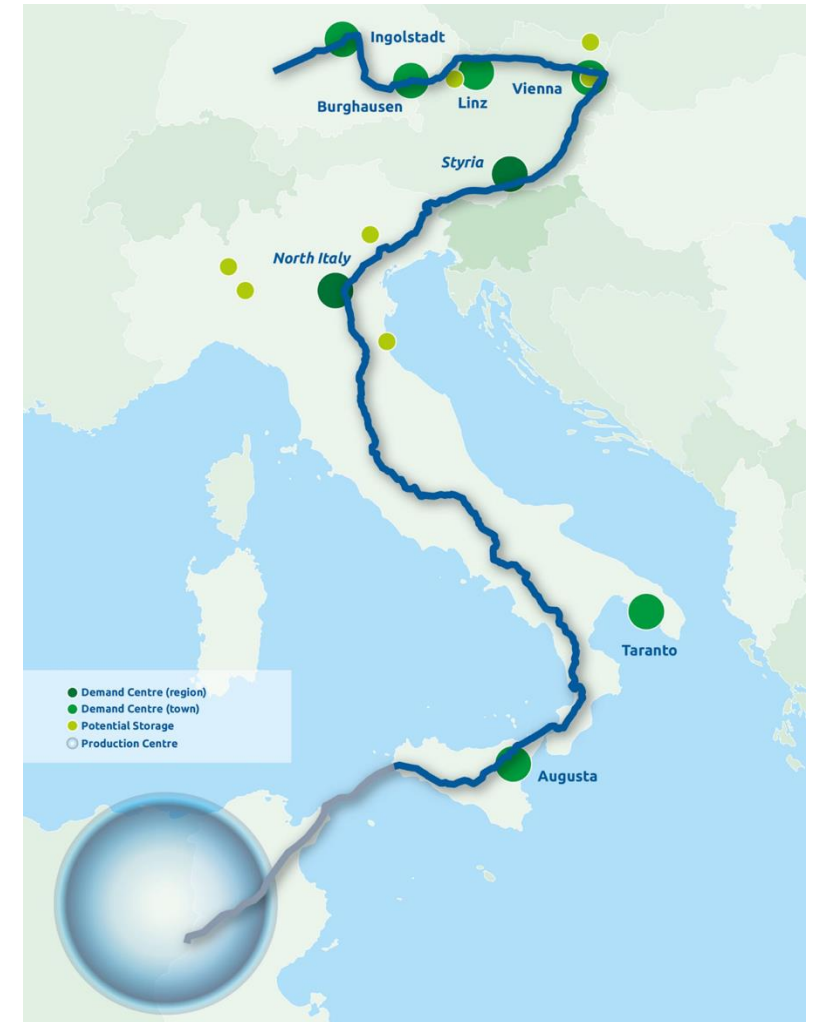 Ingolstadt
Burghausen
Linz
Vienna
Styria
North Italy
Taranto
Demand Centre (region)
Demand Centre (town)
Potential Storage
Production Centre
Augusta